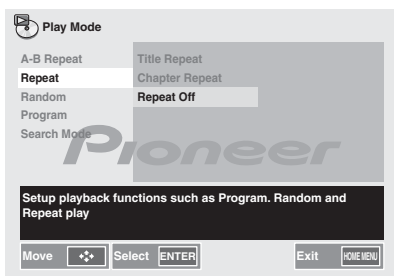 Play Mode
A-B Repeat
Repeat
Random
Program
Search Mode
Title Repeat
Chapter Repeat
Repeat Off
Pioneer
Setup playback functions such as Program. Random and
Repeat play
Move
Select ENTER
Exit HOME MENU